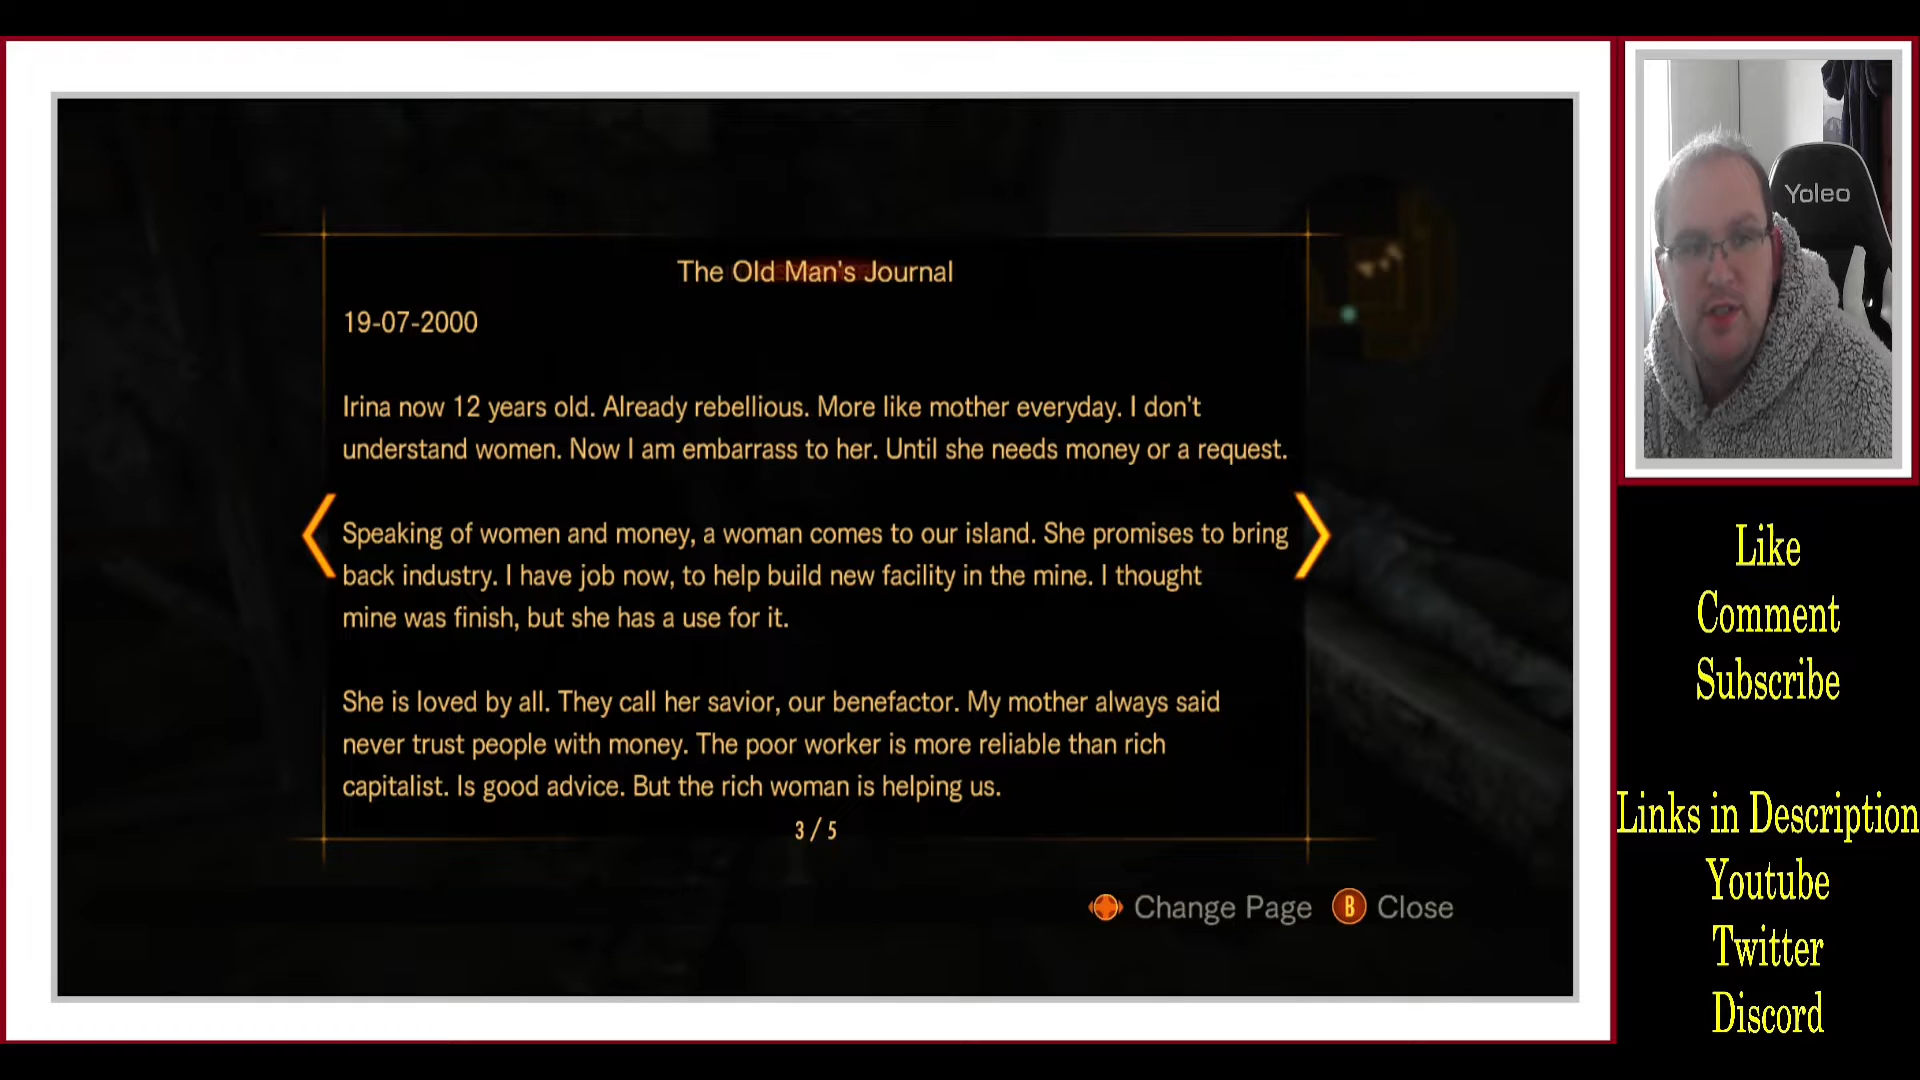 The Old Man's Journal
19-07-2000
Irina now 12 years old. Already rebellious. More like mother everyday. I don't
understand women. Now I am embarrass to her. Until she needs money or a request.
Speaking of women and money, a woman comes to our island. She promises to bring
back industry. I have job now, to help build new facility in the mine. I thought
mine was finish, but she has a use for it.
She is loved by all. They call her savior, our benefactor. My mother always said
never trust people with money. The poor worker is more reliable than rich
capitalist. Is good advice. But the rich woman is helping us.
3 / 5
Change Page B Close
Yoleo
Like
Comment
Subscribe
Links in Description
Youtube
Twitter
Discord